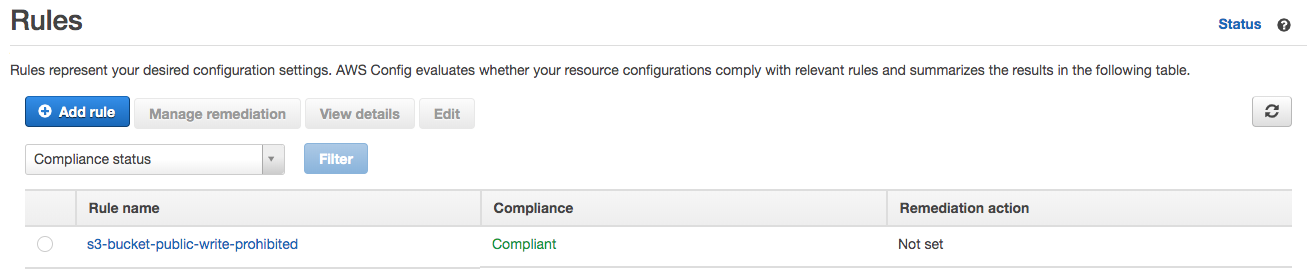 Rules
Status
Rules represent your desired configuration settings. AWS Config evaluates whether your resource configurations comply with relevant rules and summarizes the results in the following table.
Add rule Manage remediation View details Edit
Compliance status Filter
Rule name Compliance Remediation action
s3-bucket-public-write-prohibited Compliant Not set